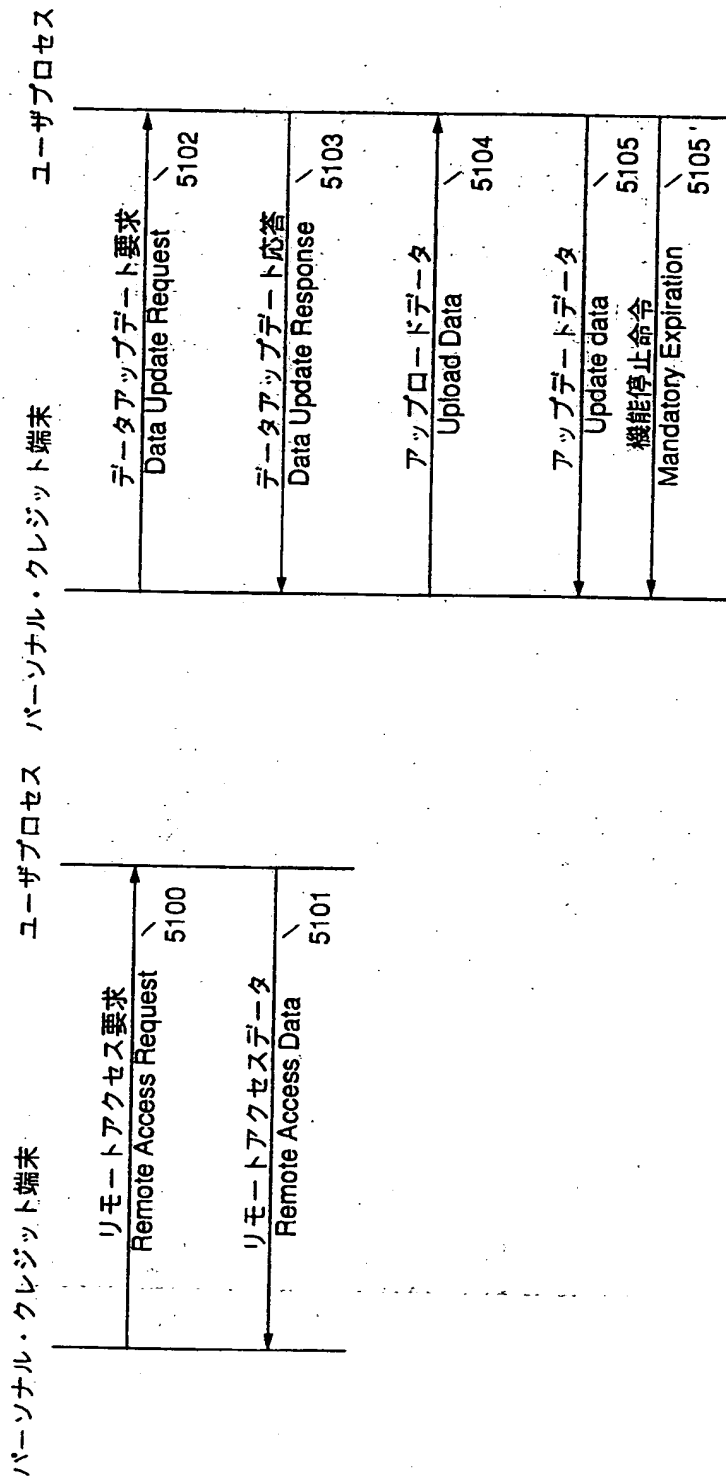 パーソナル・クレジット端末
ユーザプロセス
リモートアクセス要求
Remote Access Request
5100
リモートアクセスデータ
Remote Access Data
5101
パーソナル・クレジット端末
ユーザプロセス
データアップデート要求
Data Update Request
5102
データアップデート応答
Data Update Response
5103
アップロードデータ
Upload Data
5104
アップデートデータ
Update data
5105
機能停止命令
Mandatory Expiration
5105'